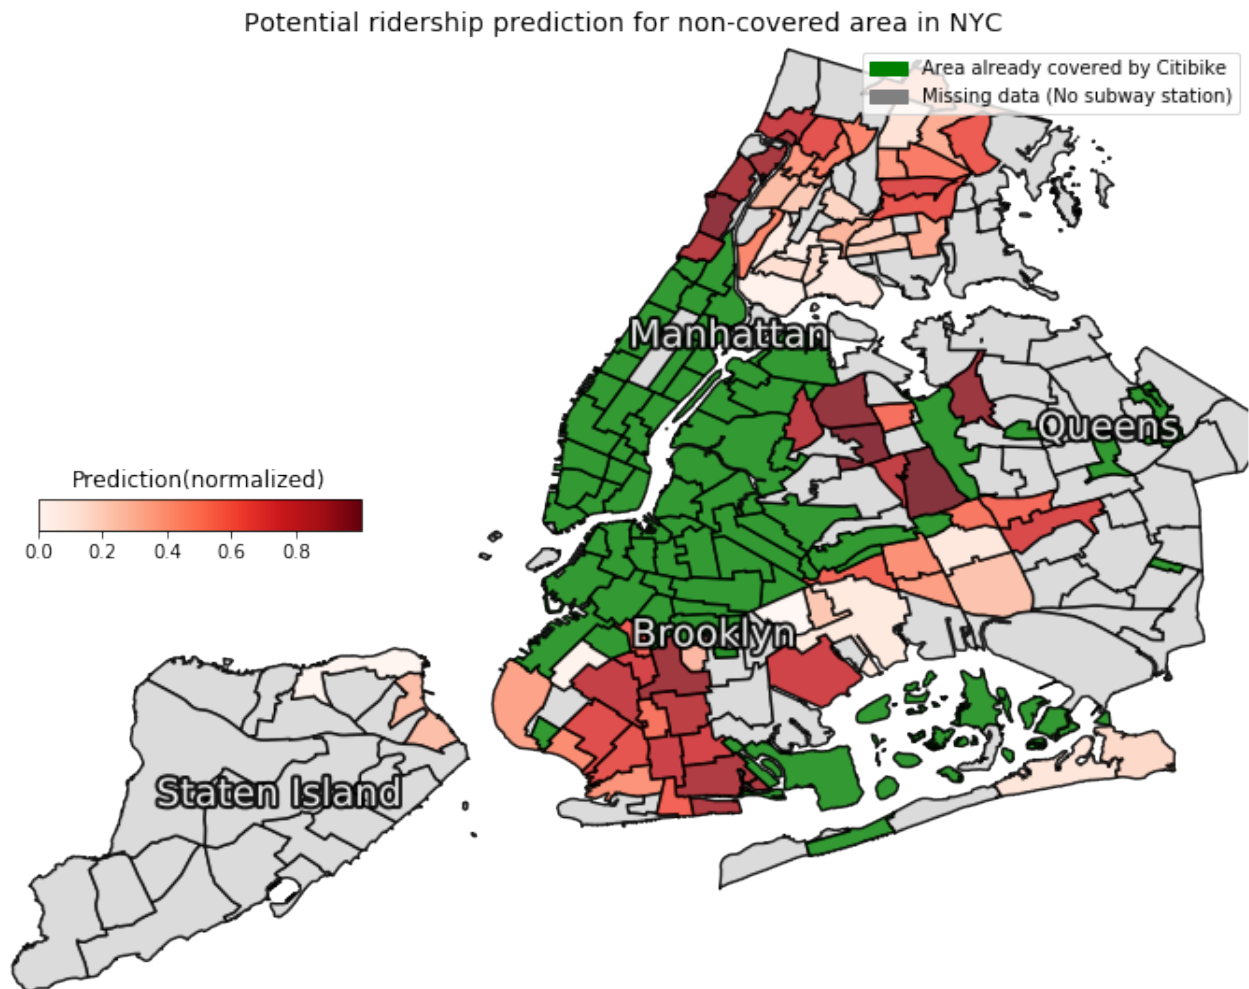 Potential ridership prediction for non-covered area in NYC
Area already covered by Citibike
Missing data (No subway station)
Manhattan
Queens
Prediction(normalized)
0.0 0.2 0.4 0.6 0.8
Brooklyn
Staten Island